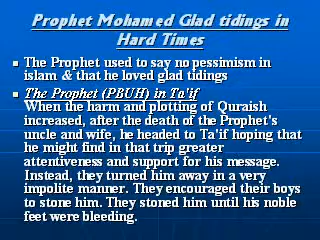 Prophet Mohamed Glad tidings in
Hard Times
The Prophet used to say no pessimism in
islam & that he loved glad tidings
The Prophet (PBUH) in Ta'if
When the harm and plotting of Quraish
increased, after the death of the Prophet's
uncle and wife, he headed to Ta'if hoping that
he might find in that trip greater
attentiveness and support for his message.
Instead, they turned him away in a very
impolite manner. They encouraged their boys
to stone him. They stoned him until his noble
feet were bleeding.